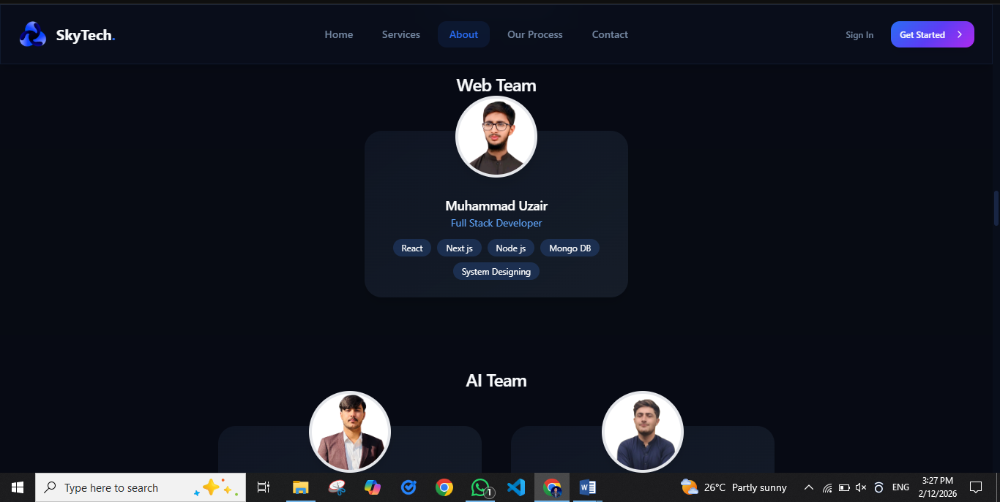 SkyTech.
Home Services About Our Process Contact
Sign In Get Started
Web Team
Muhammad Uzair
Full Stack Developer
React Next js Node js Mongo DB
System Designing
AI Team
Type here to search
1
W
26°C Partly sunny
ENG
3:27 PM
2/12/2026